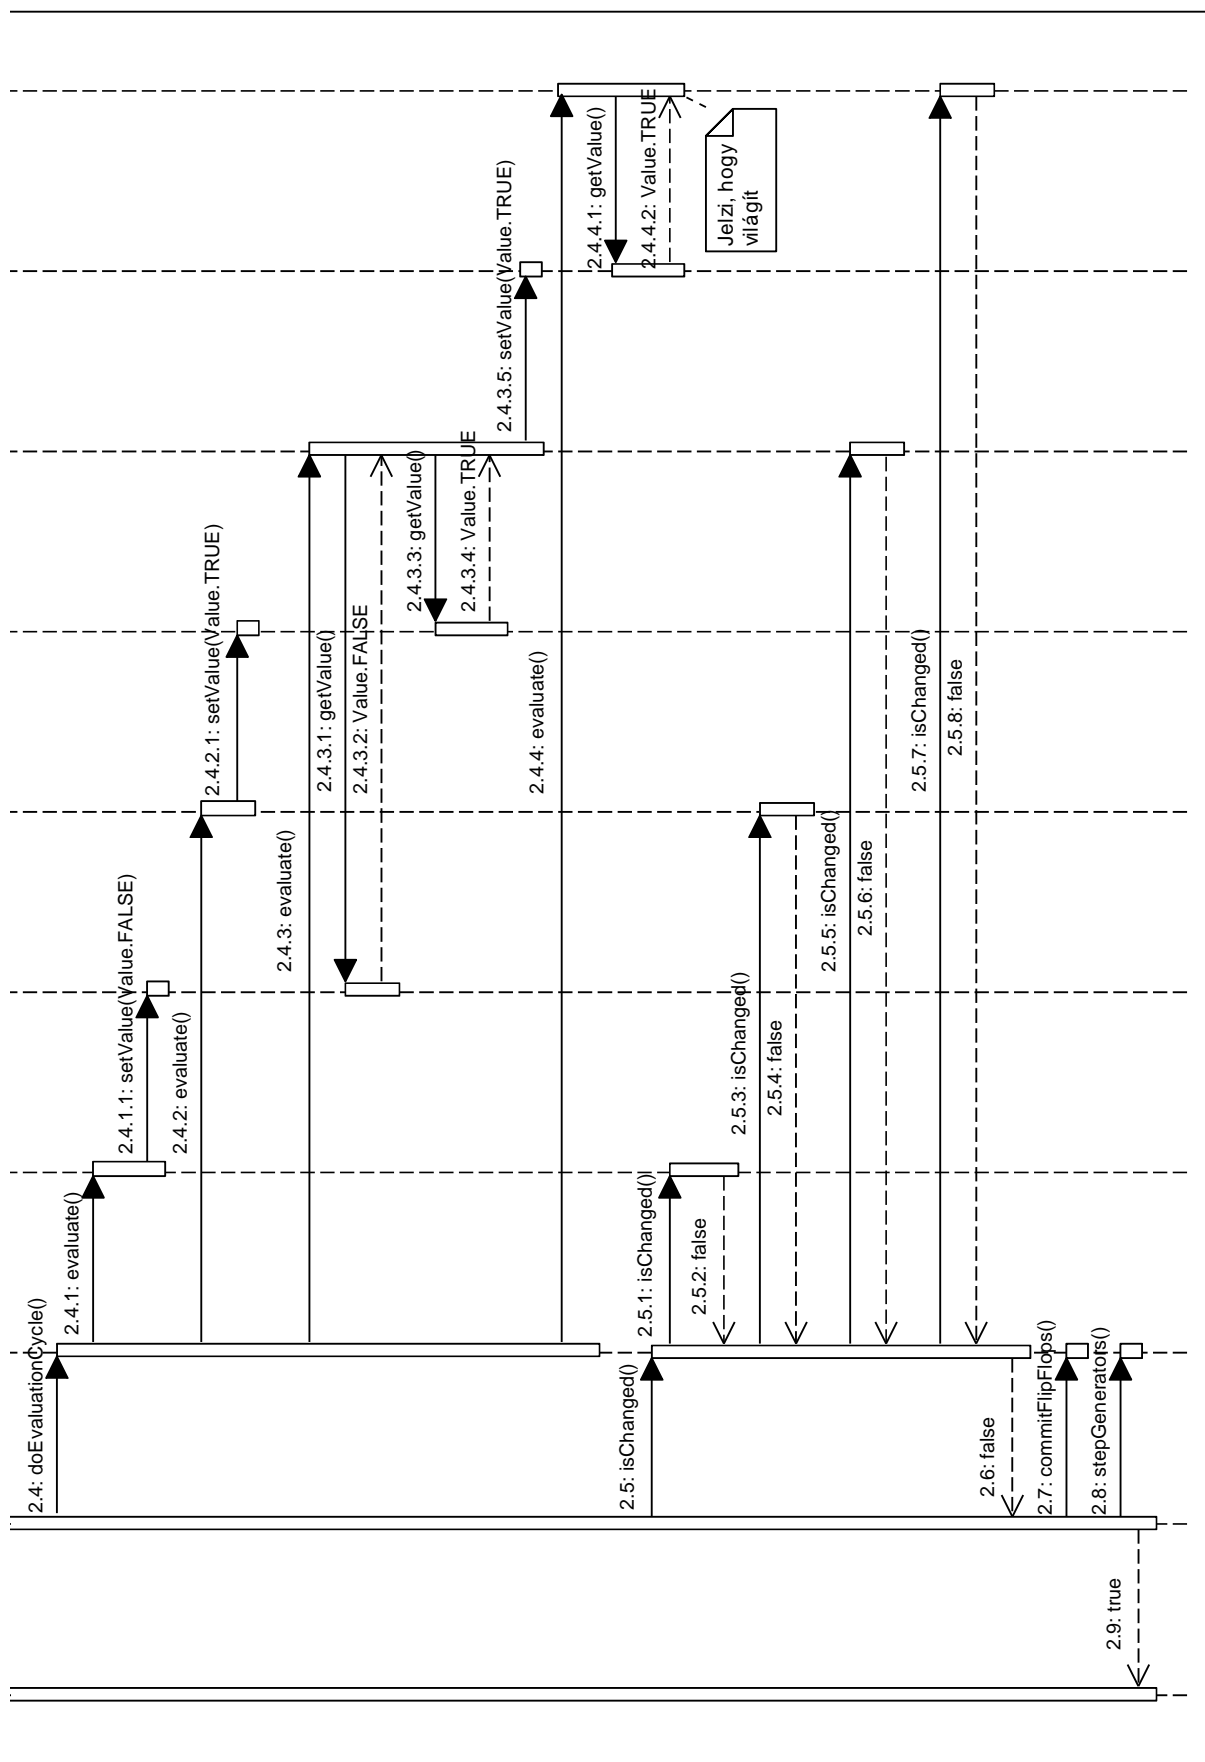 2.4: doEvaluationCycle()
2.4.1: evaluate()
2.4.1.1: setValue(Value.FALSE)
2.4.2: evaluate()
2.4.2.1: setValue(Value.TRUE)
2.4.3: evaluate()
2.4.3.1: getValue()
2.4.3.2: Value.FALSE
2.4.3.3: getValue()
2.4.3.4: Value.TRUE
2.4.3.5: setValue(Value.TRUE)
2.4.4: evaluate()
2.4.4.1: getValue()
2.4.4.2: Value.TRUE
Jelzi, hogy
világít
2.5: isChanged()
2.5.1: isChanged()
2.5.2: false
2.5.3: isChanged()
2.5.4: false
2.5.5: isChanged()
2.5.6: false
2.5.7: isChanged()
2.5.8: false
2.6: false
2.7: commitFlipFlops()
2.8: stepGenerators()
2.9: true